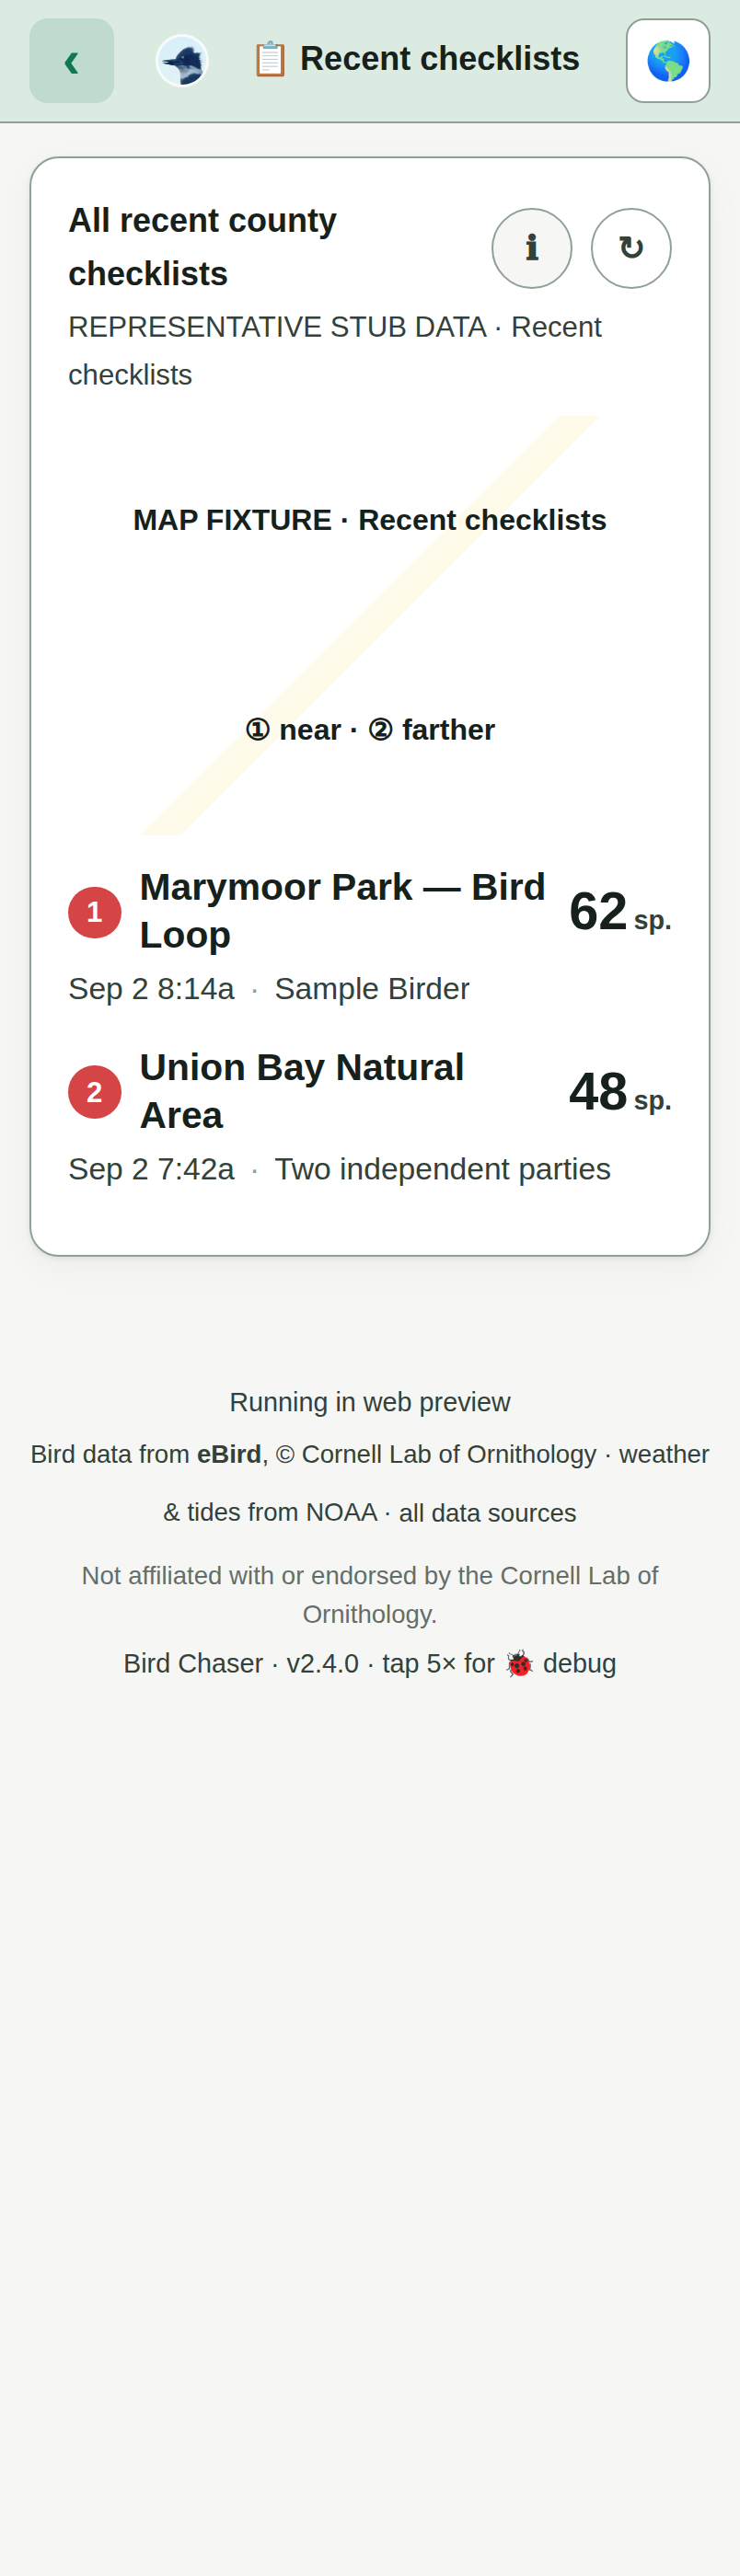 ‹ 📋 Recent checklists 🌎
All recent county
checklists
ℹ ↻
REPRESENTATIVE STUB DATA · Recent
checklists
MAP FIXTURE · Recent checklists
① near · ② farther
1 Marymoor Park — Bird
Loop
62 sp.
Sep 2 8:14a · Sample Birder
2 Union Bay Natural
Area
48 sp.
Sep 2 7:42a · Two independent parties
Running in web preview
Bird data from eBird, © Cornell Lab of Ornithology · weather
& tides from NOAA · all data sources
Not affiliated with or endorsed by the Cornell Lab of
Ornithology.
Bird Chaser · v2.4.0 · tap 5× for 🐞 debug